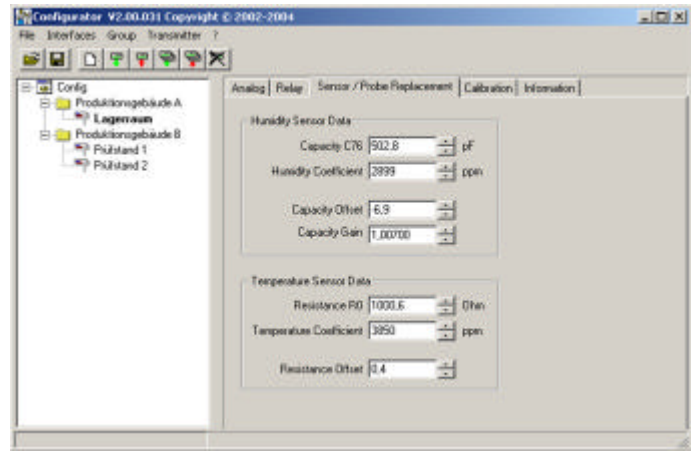 Configurator V2.00.031 Copyright © 2002-2004
File Interfaces Group Transmitter ?
Config
Produktionsgebäude A
Lagerraum
Produktionsgebäude B
Prüfstand 1
Prüfstand 2
Analog Relay Sensor / Probe Replacement Calibration Information
Humidity Sensor Data
Capacity C76 502,8 pF
Humidity Coefficient 2899 ppm
Capacity Offset -6,9
Capacity Gain 1,00700
Temperature Sensor Data
Resistance R0 1000,6 Ohm
Temperature Coefficient 3850 ppm
Resistance Offset 0,4